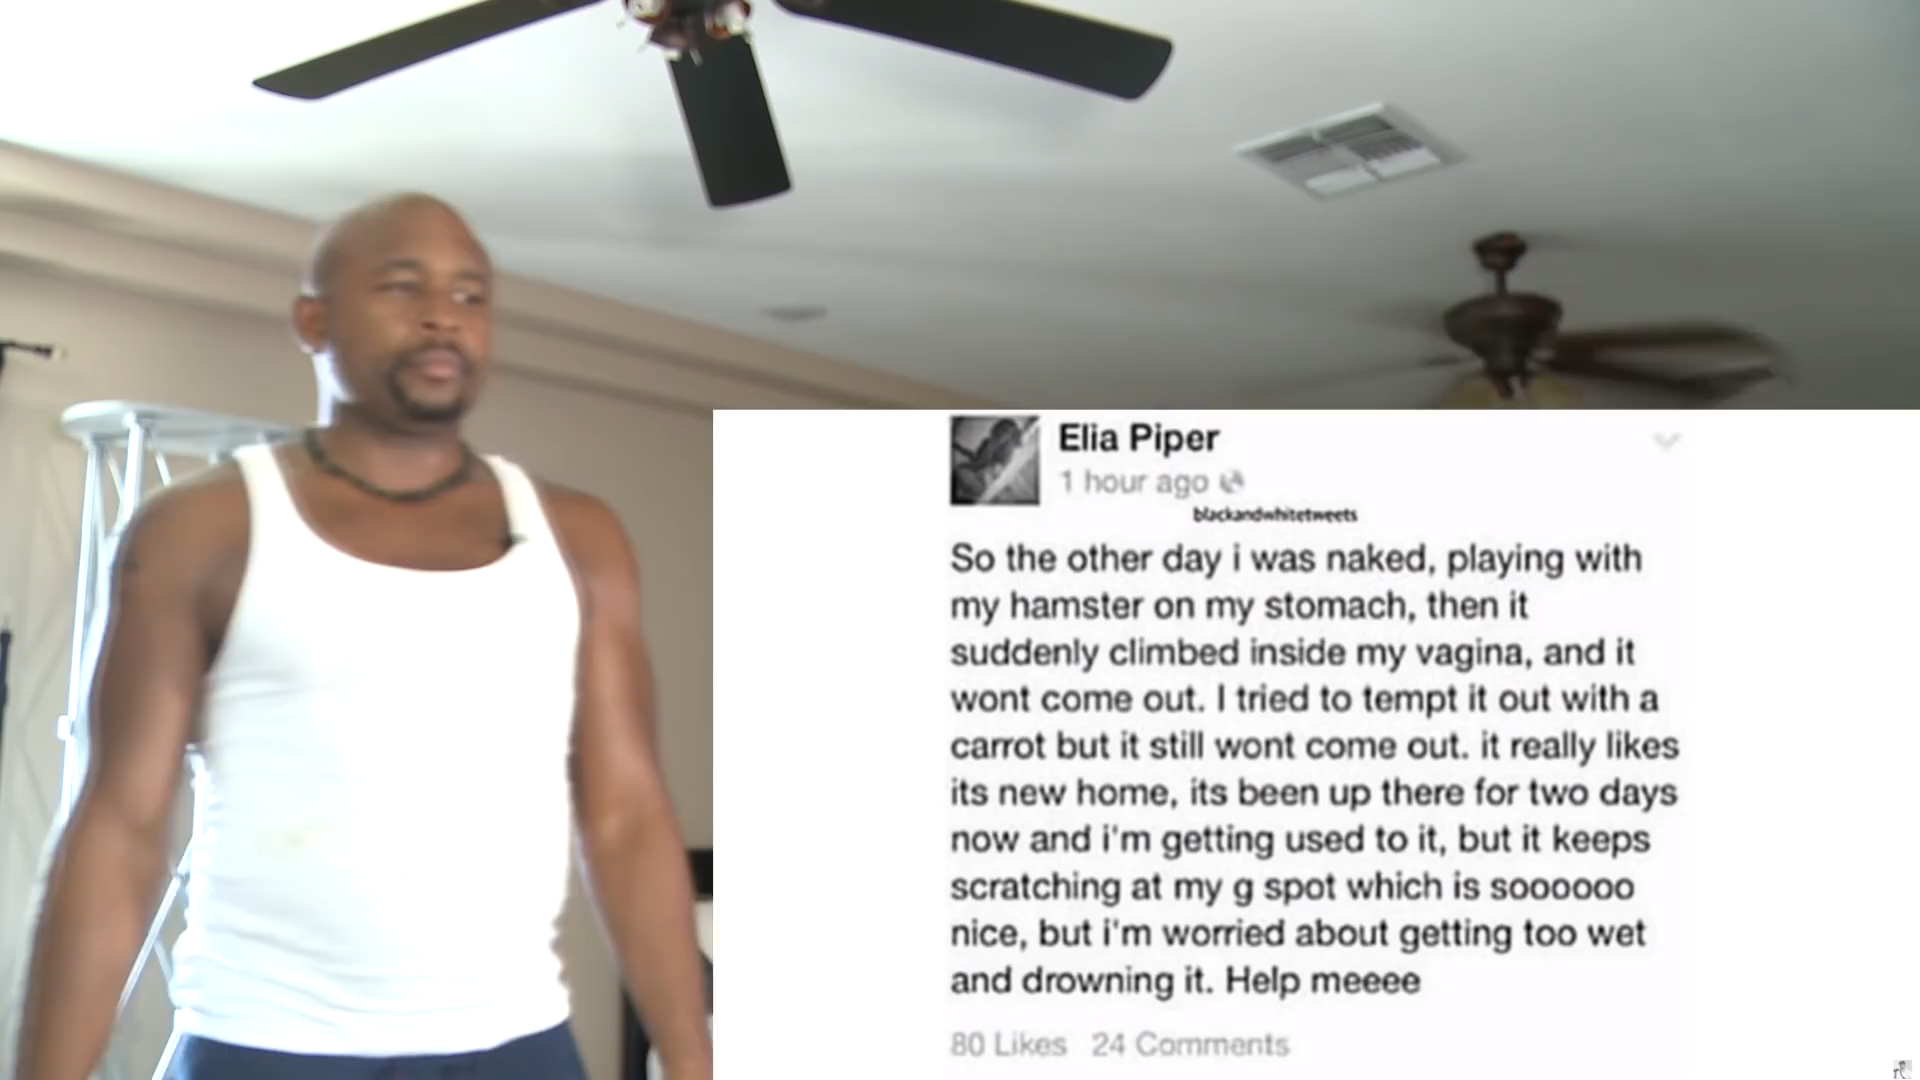 Elia Piper
1 hour ago
blackandwhitetweets
So the other day i was naked, playing with
my hamster on my stomach, then it
suddenly climbed inside my vagina, and it
wont come out. I tried to tempt it out with a
carrot but it still wont come out. it really likes
its new home, its been up there for two days
now and i'm getting used to it, but it keeps
scratching at my g spot which is soooooo
nice, but i'm worried about getting too wet
and drowning it. Help meeee
80 Likes 24 Comments